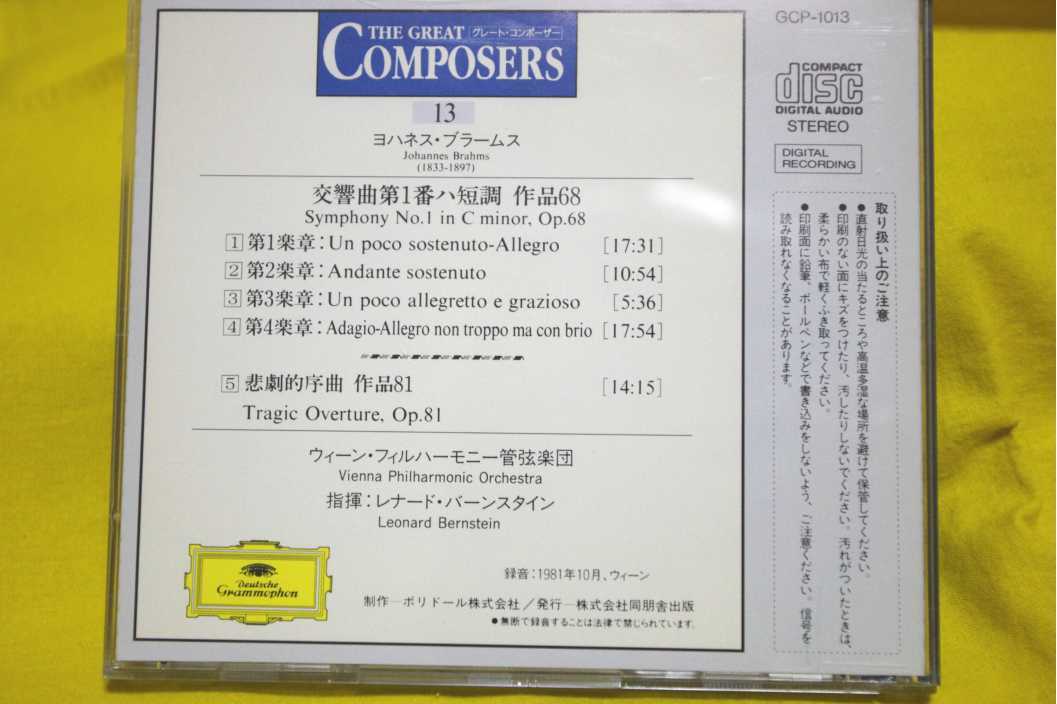 THE GREAT グレート・コンポーザー
COMPOSERS
13
ヨハネス・ブラームス
Johannes Brahms
(1833-1897)
交響曲第1番ハ短調 作品68
Symphony No.1 in C minor, Op.68
1 第1楽章:Un poco sostenuto-Allegro [17:31]
2 第2楽章:Andante sostenuto [10:54]
3 第3楽章:Un poco allegretto e grazioso [5:36]
4 第4楽章:Adagio-Allegro non troppo ma con brio [17:54]
5 悲劇的序曲 作品81 [14:15]
Tragic Overture, Op.81
ウィーン・フィルハーモニー管弦楽団
Vienna Philharmonic Orchestra
指揮:レナード・バーンスタイン
Leonard Bernstein
Deutsche
Grammophon
録音:1981年10月、ウィーン
制作―ポリドール株式会社/発行―株式会社同朋舎出版
●無断で録音することは法律で禁じられています。
GCP-1013
COMPACT
disc
DIGITAL AUDIO
STEREO
DIGITAL
RECORDING
取り扱い上のご注意
●直射日光の当たるところや高温多湿な場所を避けて保管してください。
●印刷のない面にキズをつけたり、汚したりしないでください。汚れがついたときは、
柔らかい布で軽くふき取ってください。
●印刷面に鉛筆、ボールペンなどで書き込みをしないよう、ご注意ください。信号を
読み取れなくなることがあります。